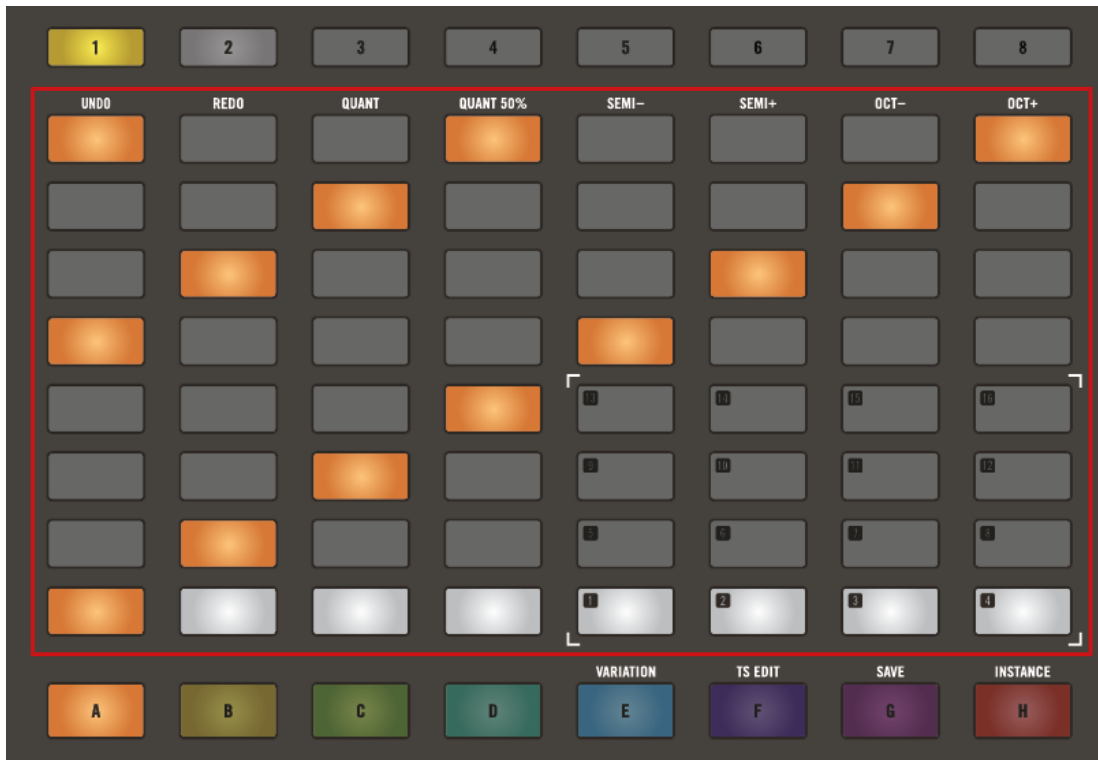 1 2 3 4 5 6 7 8
UNDO REDO QUANT QUANT 50% SEMI– SEMI+ OCT– OCT+
13 14 15 16
9 10 11 12
5 6 7 8
1 2 3 4
VARIATION TS EDIT SAVE INSTANCE
A B C D E F G H